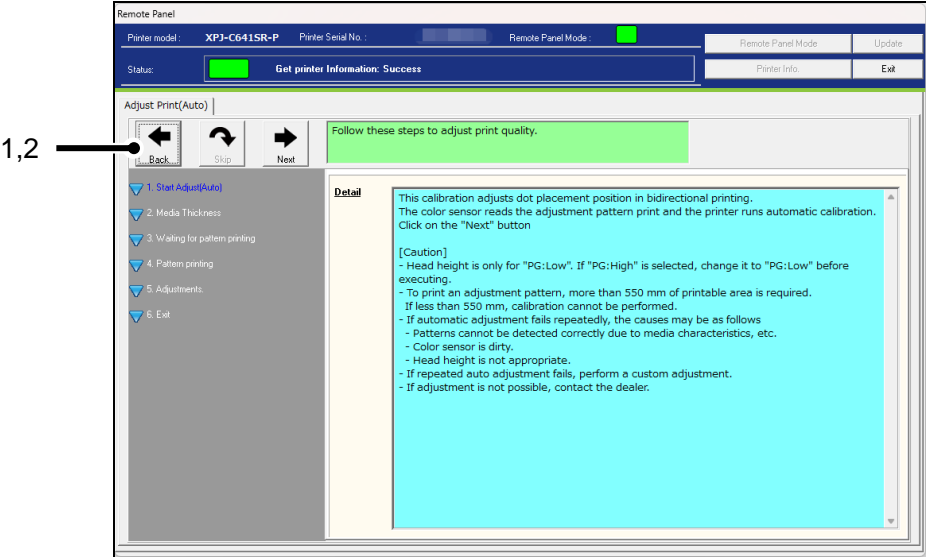 Remote Panel
Printer model : XPJ-C641SR-P Printer Serial No. : Remote Panel Mode : Remote Panel Mode Update
Status: Get printer Information: Success Printer Info. Exit
Adjust Print(Auto)
1,2
Back Skip Next
Follow these steps to adjust print quality.
1. Start Adjust(Auto)
2. Media Thickness
3. Waiting for pattern printing
4. Pattern printing
5. Adjustments.
6. Exit
Detail
This calibration adjusts dot placement position in bidirectional printing.
The color sensor reads the adjustment pattern print and the printer runs automatic calibration.
Click on the "Next" button
[Caution]
- Head height is only for "PG:Low". If "PG:High" is selected, change it to "PG:Low" before
executing.
- To print an adjustment pattern, more than 550 mm of printable area is required.
If less than 550 mm, calibration cannot be performed.
- If automatic adjustment fails repeatedly, the causes may be as follows
- Patterns cannot be detected correctly due to media characteristics, etc.
- Color sensor is dirty.
- Head height is not appropriate.
- If repeated auto adjustment fails, perform a custom adjustment.
- If adjustment is not possible, contact the dealer.